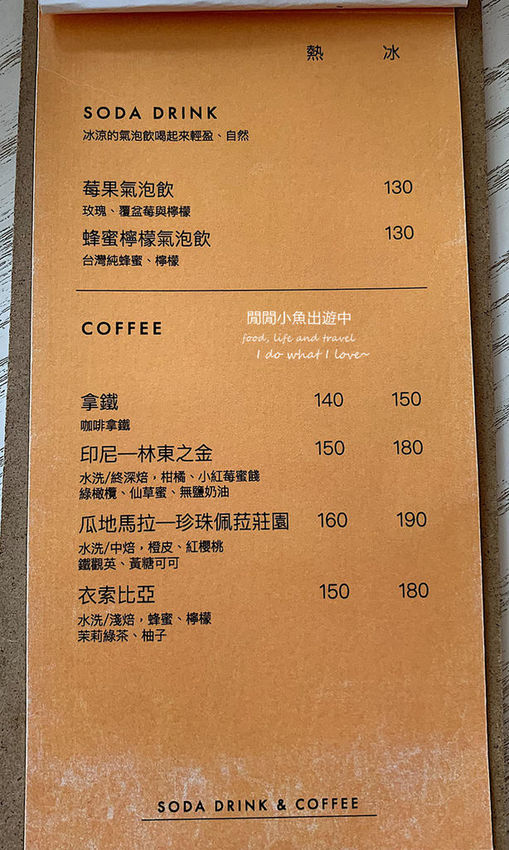 熱 冰
SODA DRINK
冰涼的氣泡飲喝起來輕盈、自然
莓果氣泡飲 130
玫瑰、覆盆莓與檸檬
蜂蜜檸檬氣泡飲 130
台灣純蜂蜜、檸檬
COFFEE
閒閒小魚出遊中
food, life and travel
I do what I love~
拿鐵 140 150
咖啡拿鐵
印尼—林東之金 150 180
水洗/終深焙，柑橘、小紅莓蜜餞
綠橄欖、仙草蜜、無鹽奶油
瓜地馬拉—珍珠佩菈莊園 160 190
水洗/中焙，橙皮、紅櫻桃
鐵觀英、黃糖可可
衣索比亞 150 180
水洗/淺焙，蜂蜜、檸檬
茉莉綠茶、柚子
SODA DRINK & COFFEE